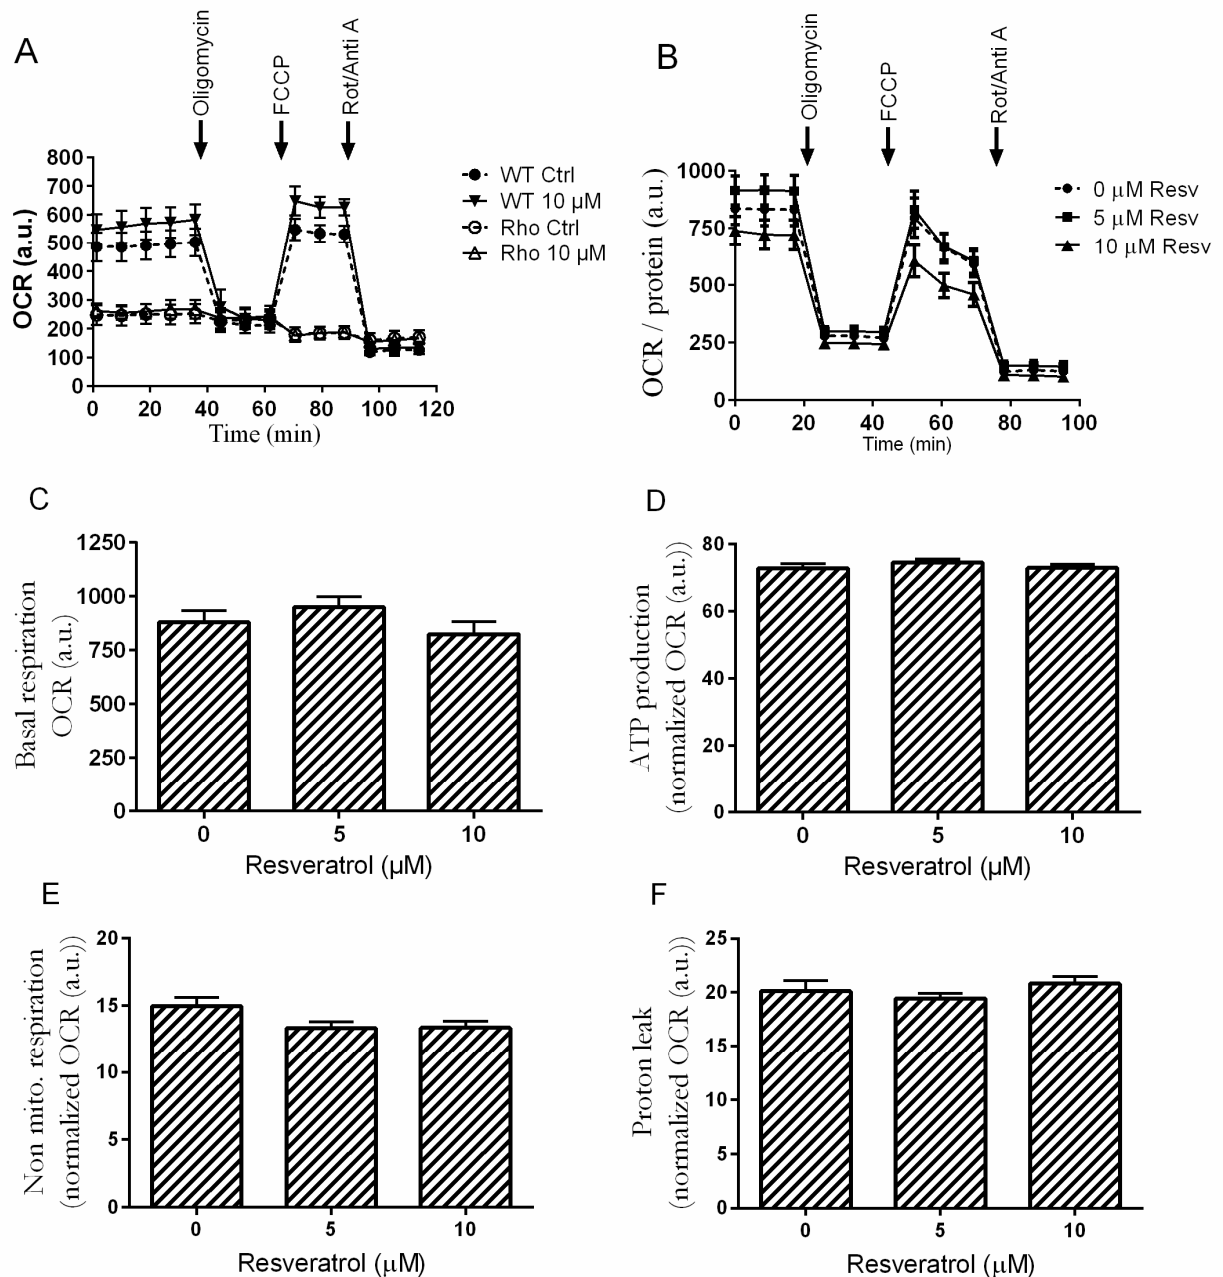 A
Oligomycin
FCCP
Rot/Anti A
OCR (a.u.)
800
700
600
500
400
300
200
100
0
0 20 40 60 80 100 120
Time (min)
WT Ctrl
WT 10 µM
Rho Ctrl
Rho 10 µM
B
Oligomycin
FCCP
Rot/Anti A
OCR / protein (a.u.)
1000
750
500
250
0
0 20 40 60 80 100
Time (min)
0 µM Resv
5 µM Resv
10 µM Resv
C
Basal respiration
OCR (a.u.)
1250
1000
750
500
250
0
0 5 10
Resveratrol (µM)
D
ATP production
(normalized OCR (a.u.))
80
60
40
20
0
0 5 10
Resveratrol (µM)
E
Non mito. respiration
(normalized OCR (a.u.))
20
15
10
5
0
0 5 10
Resveratrol (µM)
F
Proton leak
(normalized OCR (a.u.))
25
20
15
10
5
0
0 5 10
Resveratrol (µM)